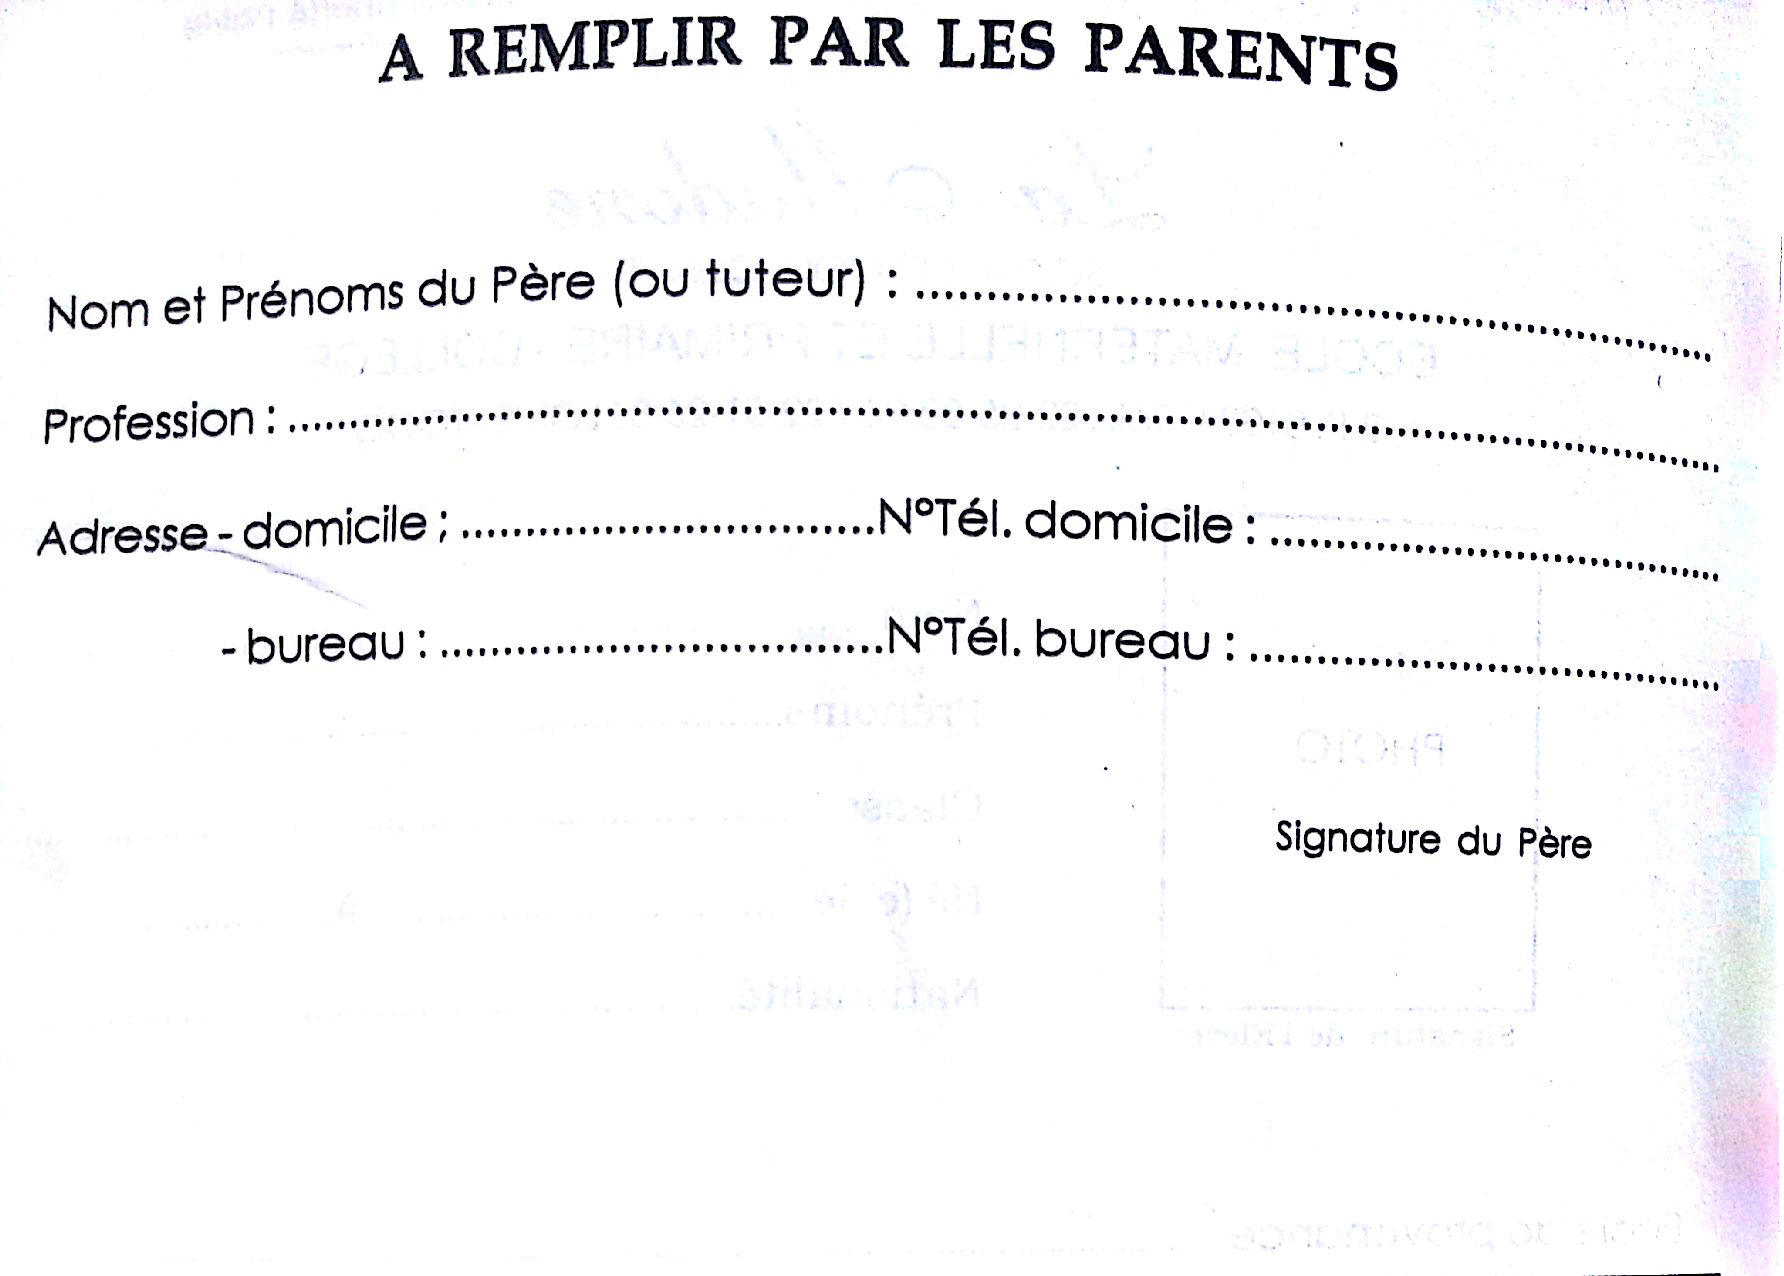 A REMPLIR PAR LES PARENTS
Nom et Prénoms du Père (ou tuteur) : ..........................................................
Profession : ....................................................................................................
Adresse - domicile ; ................................N°Tél. domicile : ..................................
- bureau : ..................................N°Tél. bureau : ...................................
Signature du Père